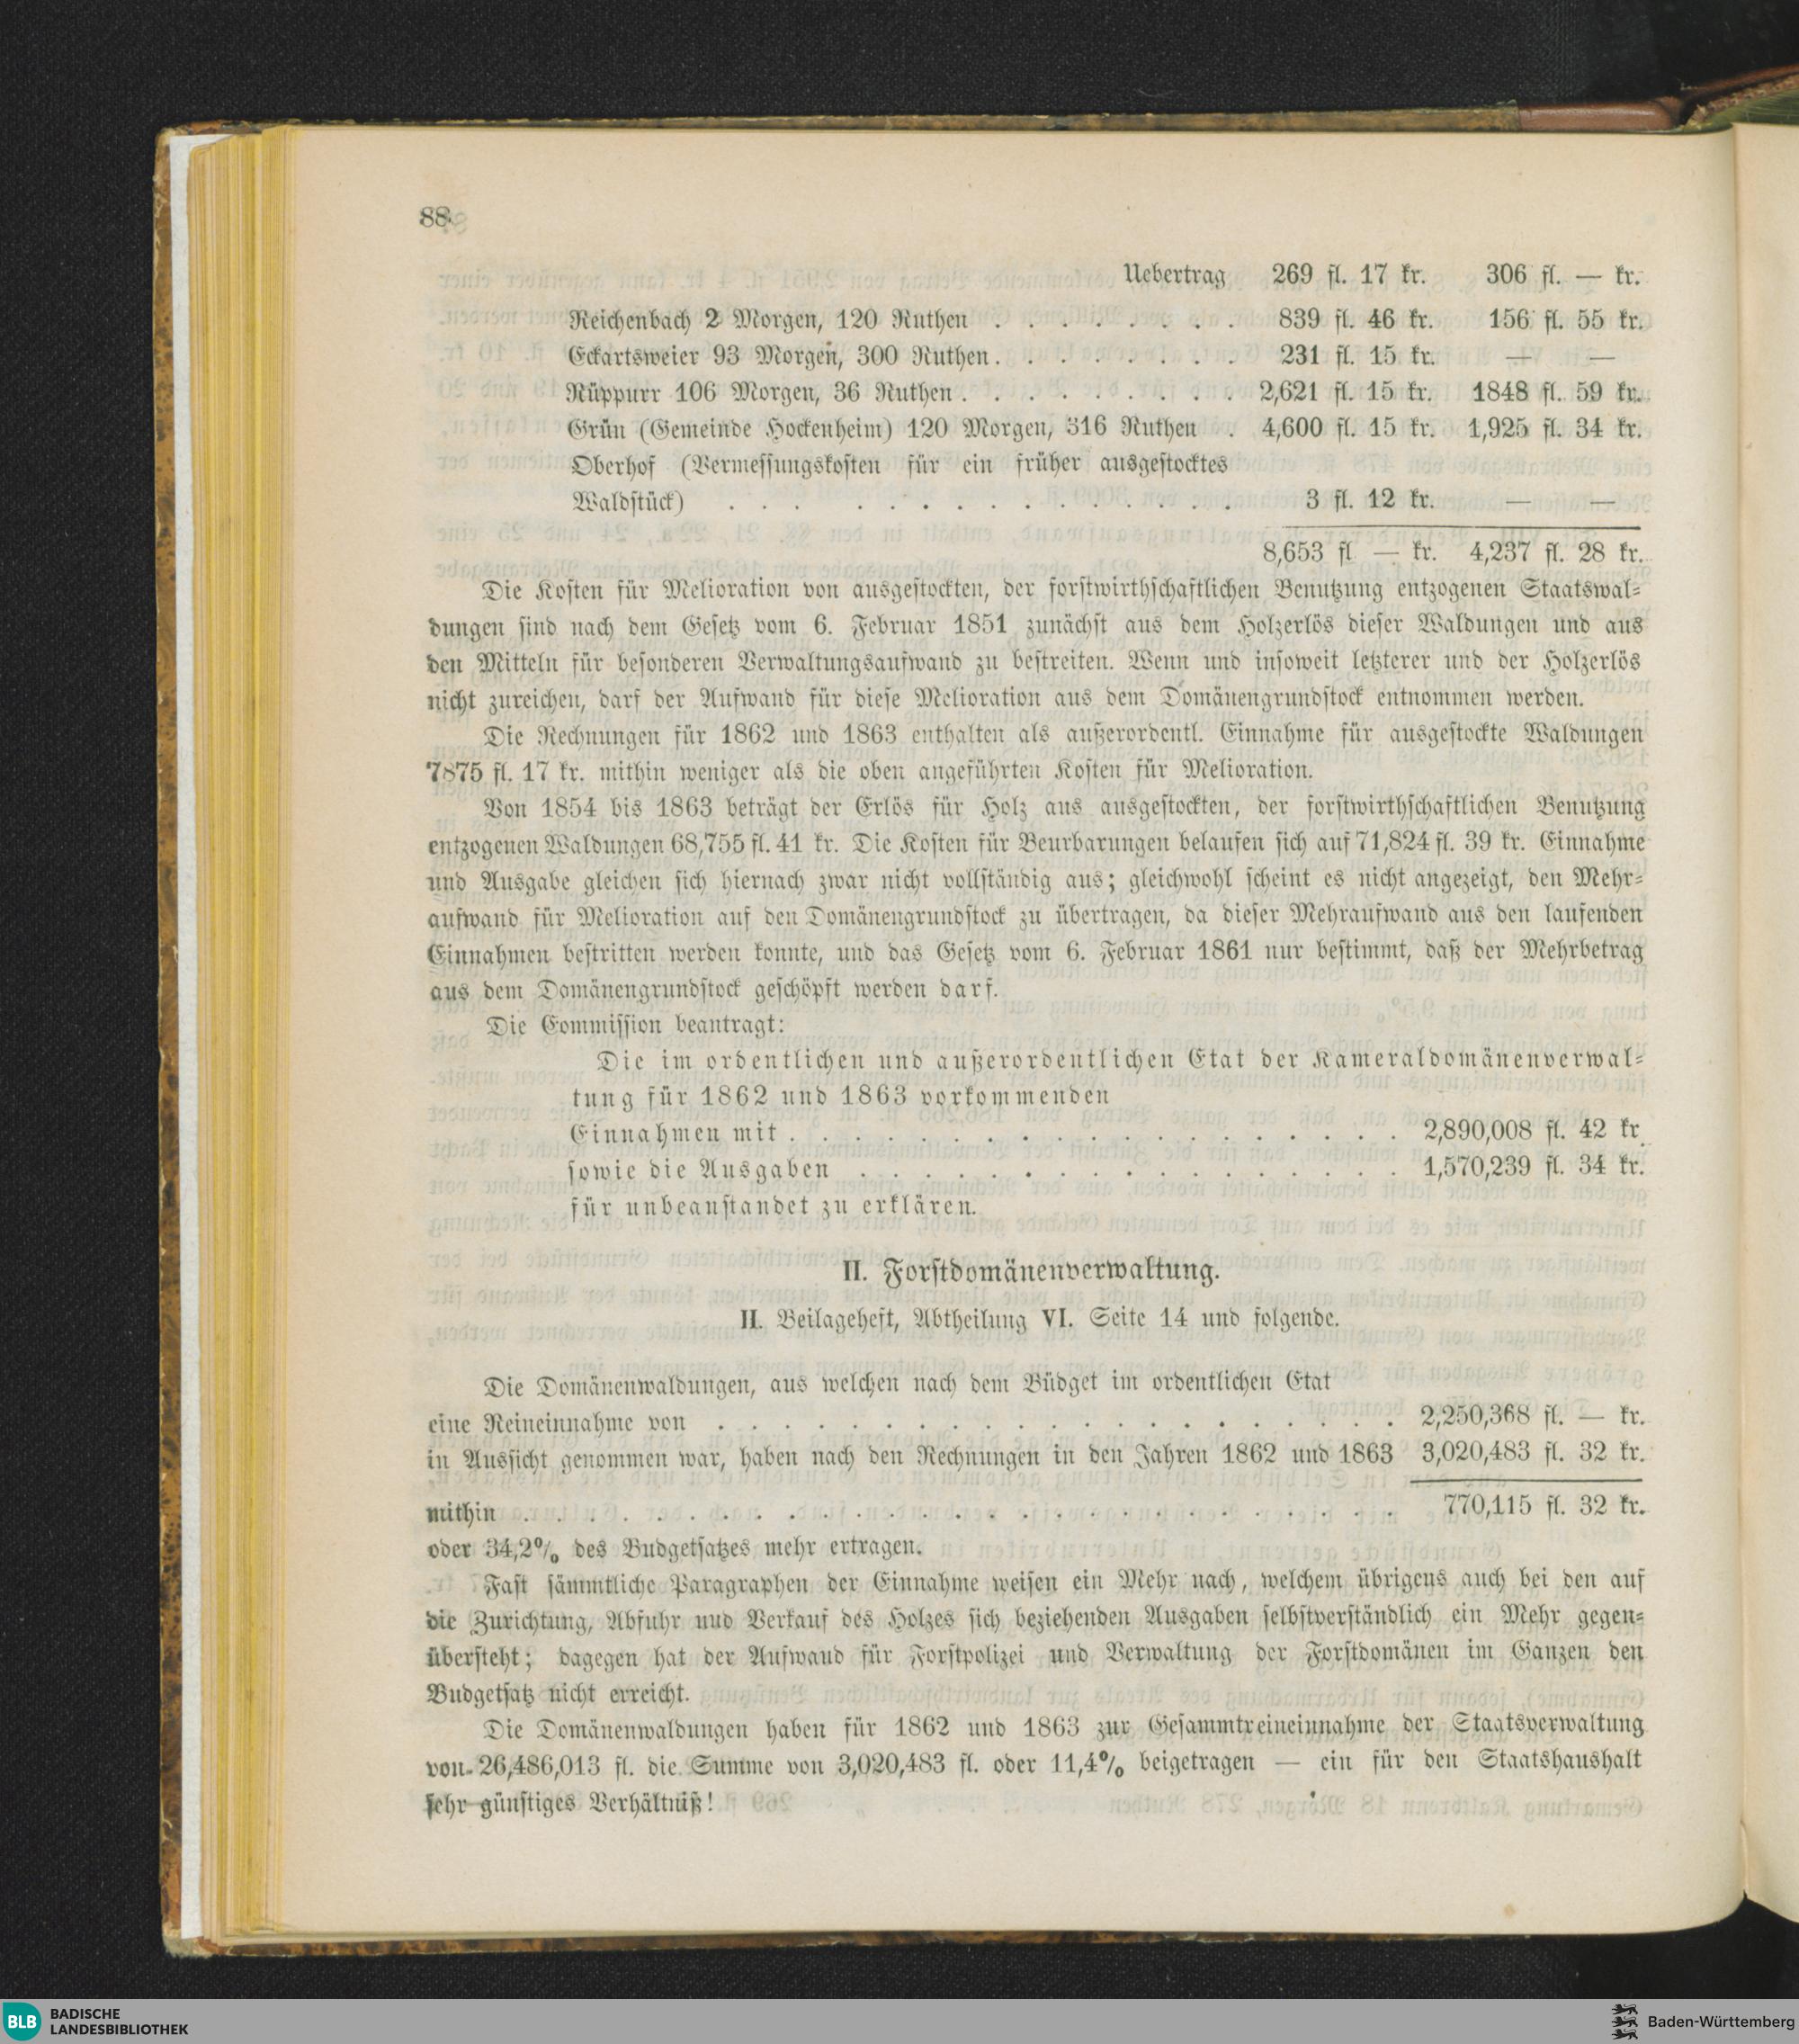 88.
Uebertrag 269 fl. 17 kr. 306 fl. — kr.
Reichenbach 2 Morgen, 120 Ruthen . . . . . . . . 839 fl. 46 kr. 156 fl. 55 kr.
Eckartsweier 93 Morgen, 300 Ruthen . . . . . . . . 231 fl. 15 kr. — —
Rüppurr 106 Morgen, 36 Ruthen . . . . . . . . . 2,621 fl. 15 kr. 1848 fl. 59 kr.
Grün (Gemeinde Hockenheim) 120 Morgen, 316 Ruthen . 4,600 fl. 15 kr. 1,925 fl. 34 kr.
Oberhof (Vermessungskosten für ein früher ausgestocktes
Waldstück) . . . . . . . . . . . . . . . 3 fl. 12 kr. — —
8,653 fl — kr. 4,237 fl. 28 kr.
Die Kosten für Melioration von ausgestockten, der forstwirthschaftlichen Benutzung entzogenen Staatswal-
dungen sind nach dem Gesetz vom 6. Februar 1851 zunächst aus dem Holzerlös dieser Waldungen und aus
den Mitteln für besonderen Verwaltungsaufwand zu bestreiten. Wenn und insoweit letzterer und der Holzerlös
nicht zureichen, darf der Aufwand für diese Melioration aus dem Domänengrundstock entnommen werden.
Die Rechnungen für 1862 und 1863 enthalten als außerordentl. Einnahme für ausgestockte Waldungen
7875 fl. 17 kr. mithin weniger als die oben angeführten Kosten für Melioration.
Von 1854 bis 1863 beträgt der Erlös für Holz aus ausgestockten, der forstwirthschaftlichen Benutzung
entzogenen Waldungen 68,755 fl. 41 kr. Die Kosten für Beurbarungen belaufen sich auf 71,824 fl. 39 kr. Einnahme
und Ausgabe gleichen sich hiernach zwar nicht vollständig aus; gleichwohl scheint es nicht angezeigt, den Mehr-
aufwand für Melioration auf den Domänengrundstock zu übertragen, da dieser Mehraufwand aus den laufenden
Einnahmen bestritten werden konnte, und das Gesetz vom 6. Februar 1861 nur bestimmt, daß der Mehrbetrag
aus dem Domänengrundstock geschöpft werden darf.
Die Commission beantragt:
Die im ordentlichen und außerordentlichen Etat der Kameraldomänenverwal-
tung für 1862 und 1863 vorkommenden
Einnahmen mit . . . . . . . . . . . . . . . . . . . 2,890,008 fl. 42 kr.
sowie die Ausgaben . . . . . . . . . . . . . . . . . 1,570,239 fl. 34 kr.
für unbeanstandet zu erklären.
II. Forstdomänenverwaltung.
II. Beilageheft, Abtheilung VI. Seite 14 und folgende.
Die Domänenwaldungen, aus welchen nach dem Büdget im ordentlichen Etat
eine Reineinnahme von . . . . . . . . . . . . . . . . . . . . . 2,250,368 fl. — kr.
in Aussicht genommen war, haben nach den Rechnungen in den Jahren 1862 und 1863 3,020,483 fl. 32 kr.
mithin . . . . . . . . . . . . . . . . . . . . . . . . . . . 770,115 fl. 32 kr.
oder 34,2% des Budgetsatzes mehr ertragen.
Fast sämmtliche Paragraphen der Einnahme weisen ein Mehr nach, welchem übrigens auch bei den auf
die Zurichtung, Abfuhr und Verkauf des Holzes sich beziehenden Ausgaben selbstverständlich ein Mehr gegen-
übersteht; dagegen hat der Aufwand für Forstpolizei und Verwaltung der Forstdomänen im Ganzen den
Budgetsatz nicht erreicht.
Die Domänenwaldungen haben für 1862 und 1863 zur Gesammtreineinnahme der Staatsverwaltung
von 26,486,013 fl. die Summe von 3,020,483 fl. oder 11,4% beigetragen — ein für den Staatshaushalt
sehr günstiges Verhältniß!
BLB BADISCHE
LANDESBIBLIOTHEK
Baden-Württemberg